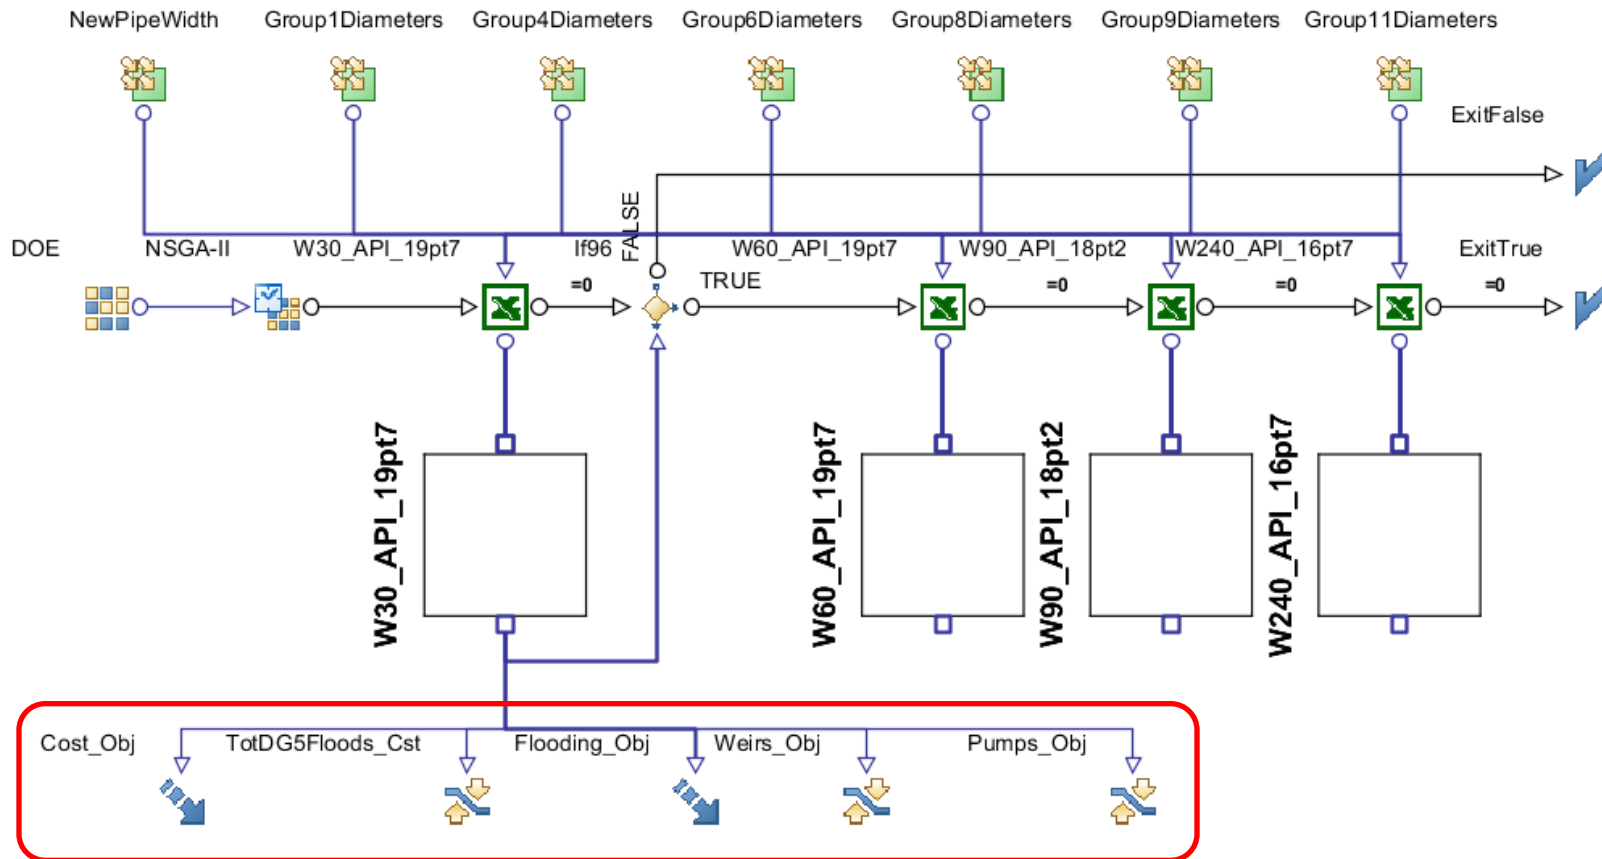 NewPipeWidth
Group1Diameters
Group4Diameters
Group6Diameters
Group8Diameters
Group9Diameters
Group11Diameters
ExitFalse
FALSE
DOE
NSGA-II
W30_API_19pt7
If96
W60_API_19pt7
W90_API_18pt2
W240_API_16pt7
ExitTrue
=0
TRUE
=0
=0
=0
W30_API_19pt7
W60_API_19pt7
W90_API_18pt2
W240_API_16pt7
Cost_Obj
TotDG5Floods_Cst
Flooding_Obj
Weirs_Obj
Pumps_Obj